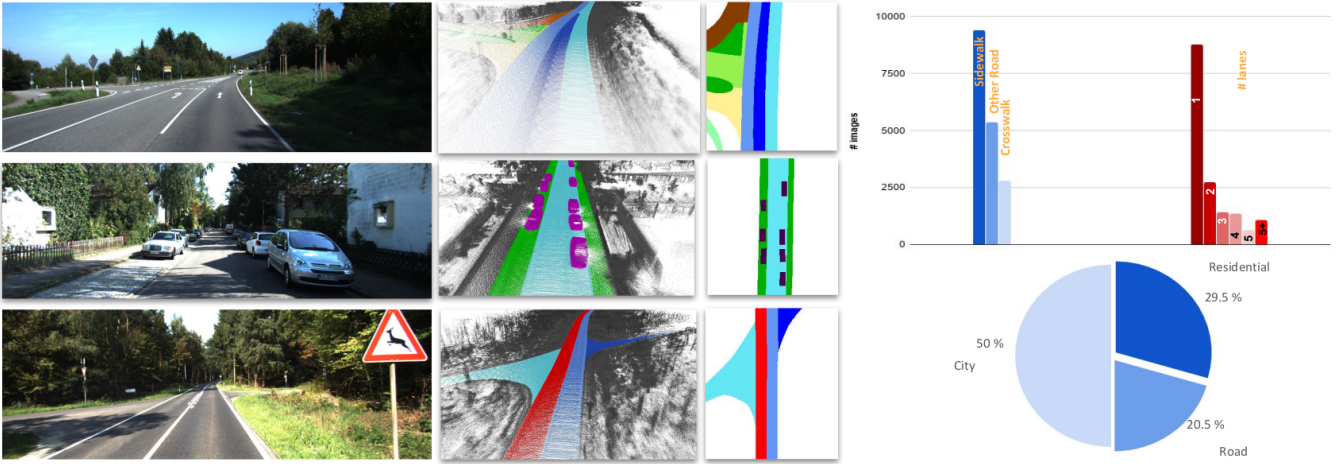 10000
7500
5000
2500
0
# images
Sidewalk
Other Road
Crosswalk
# lanes
1
2
3
4
5
5+
Residential
29.5 %
50 %
City
20.5 %
Road